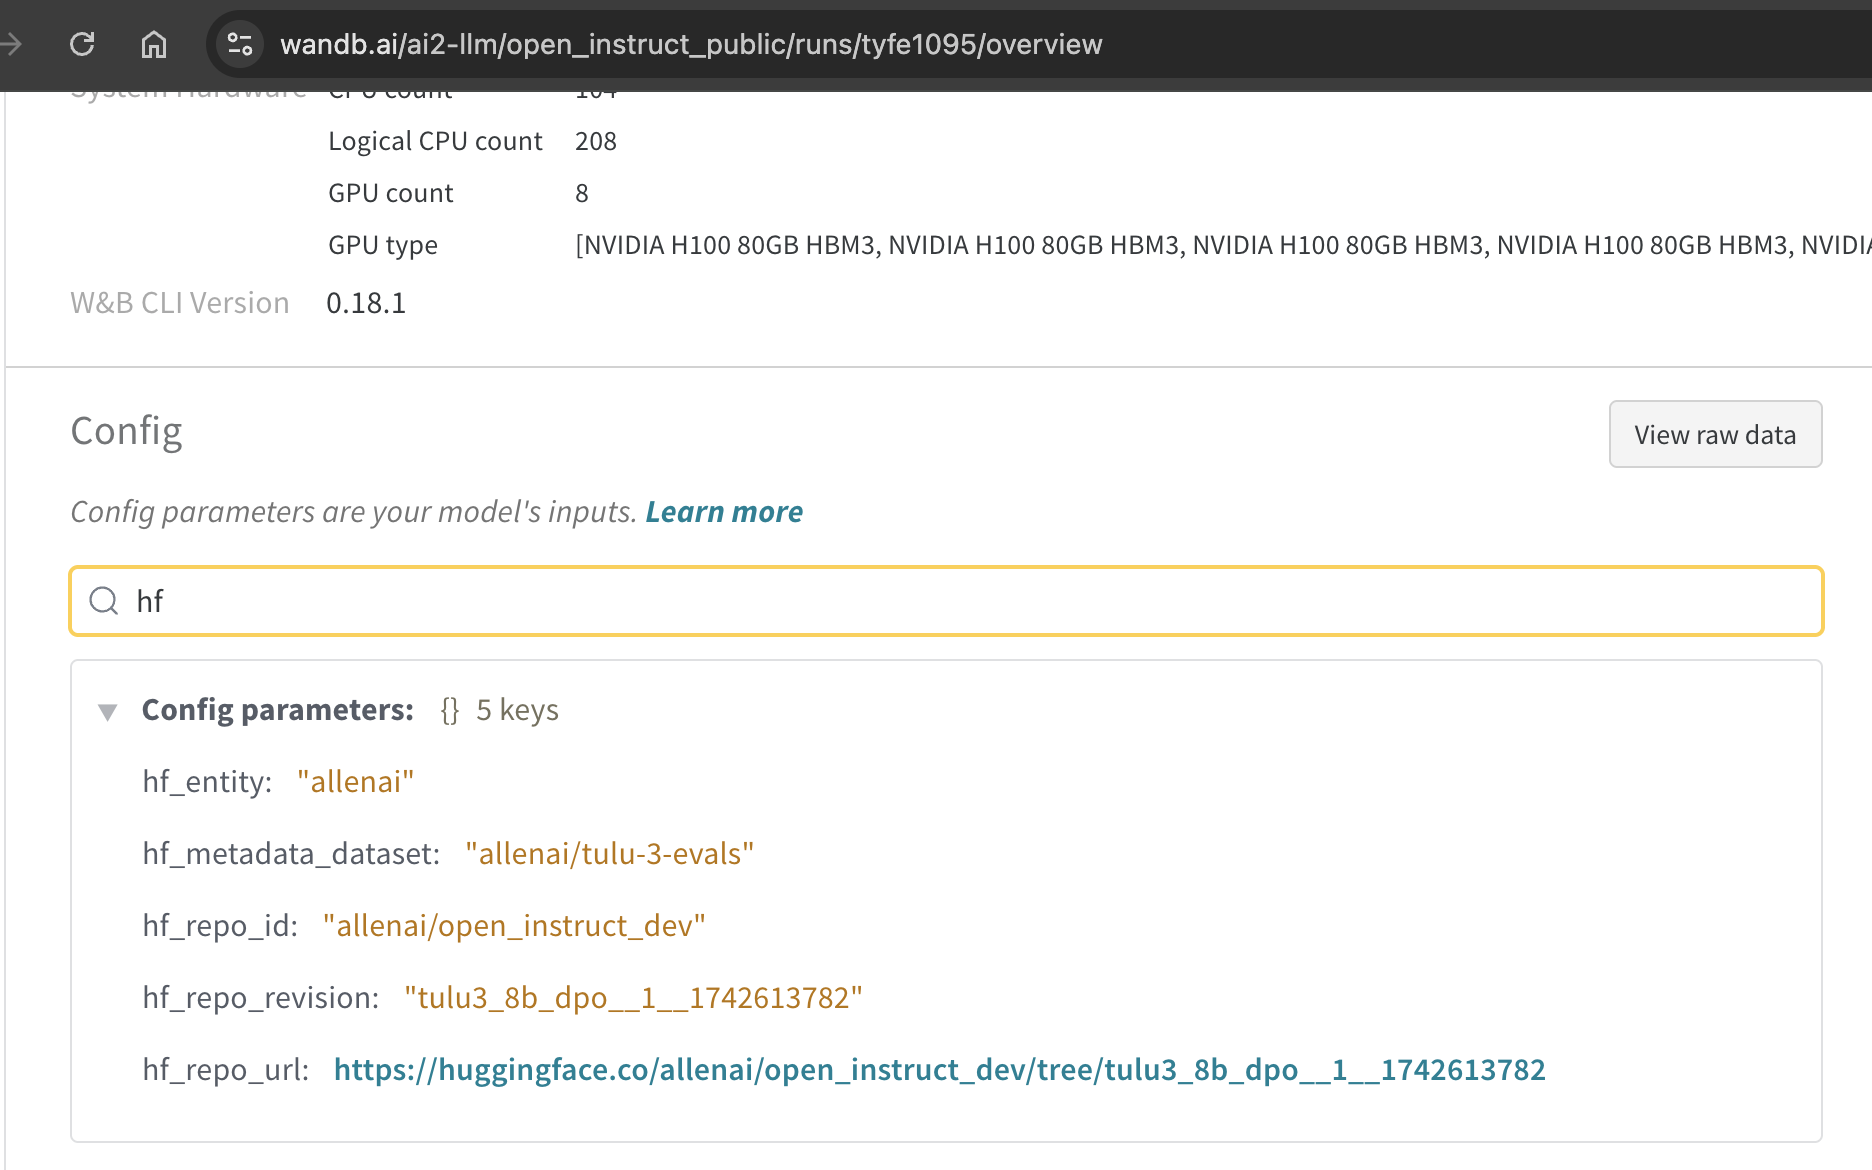 wandb.ai/ai2-llm/open_instruct_public/runs/tyfe1095/overview
System Hardware CPU count 104
Logical CPU count 208
GPU count 8
GPU type [NVIDIA H100 80GB HBM3, NVIDIA H100 80GB HBM3, NVIDIA H100 80GB HBM3, NVIDIA H100 80GB HBM3, NVIDIA
W&B CLI Version 0.18.1
Config
View raw data
Config parameters are your model's inputs. Learn more
hf
Config parameters: {} 5 keys
hf_entity: "allenai"
hf_metadata_dataset: "allenai/tulu-3-evals"
hf_repo_id: "allenai/open_instruct_dev"
hf_repo_revision: "tulu3_8b_dpo__1__1742613782"
hf_repo_url: https://huggingface.co/allenai/open_instruct_dev/tree/tulu3_8b_dpo__1__1742613782